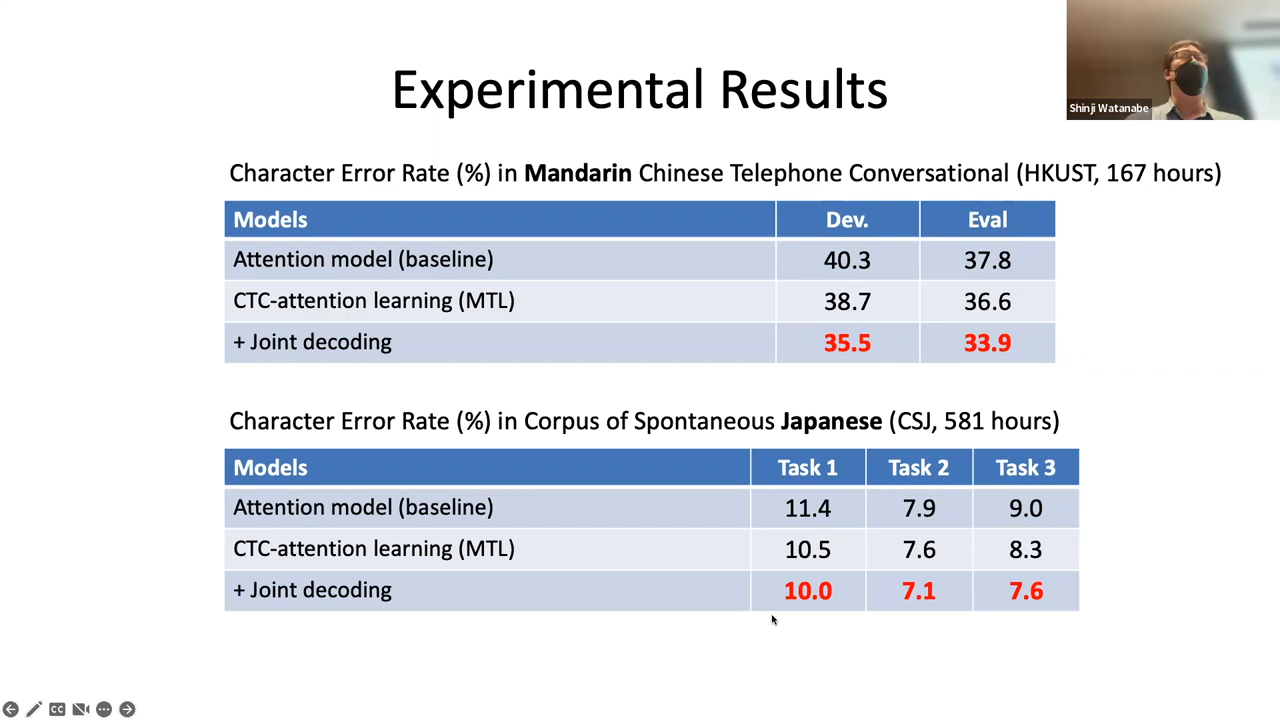 Experimental Results
Shinji Watanabe
Character Error Rate (%) in Mandarin Chinese Telephone Conversational (HKUST, 167 hours)
Models Dev. Eval
Attention model (baseline) 40.3 37.8
CTC-attention learning (MTL) 38.7 36.6
+ Joint decoding 35.5 33.9
Character Error Rate (%) in Corpus of Spontaneous Japanese (CSJ, 581 hours)
Models Task 1 Task 2 Task 3
Attention model (baseline) 11.4 7.9 9.0
CTC-attention learning (MTL) 10.5 7.6 8.3
+ Joint decoding 10.0 7.1 7.6
CC